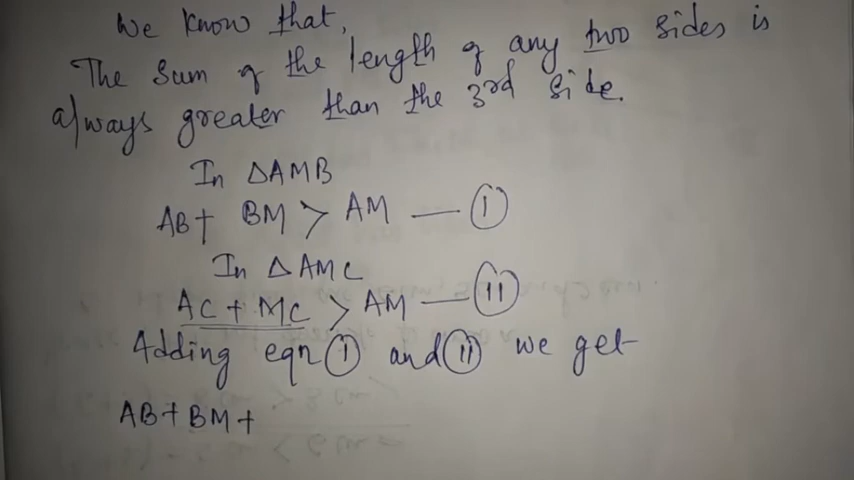 We know that,
The sum of the length of any two sides is
always greater than the 3rd side.
In ΔAMB
AB+ BM > AM — I
In ΔAMC
AC + MC > AM — II
Adding eqn I and II we get
AB+BM+